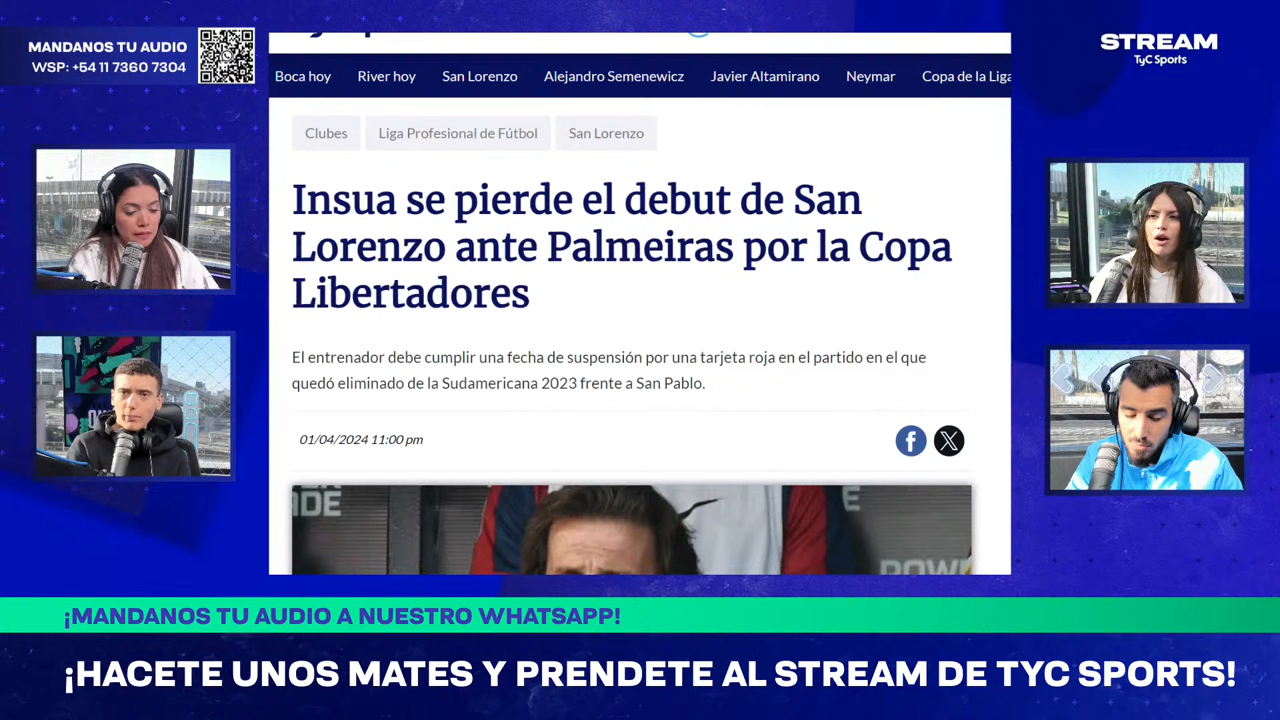 MANDANOS TU AUDIO
WSP: +54 11 7360 7304
STREAM
TyC Sports
Boca hoy River hoy San Lorenzo Alejandro Semenewicz Javier Altamirano Neymar Copa de la Liga
Clubes Liga Profesional de Fútbol San Lorenzo
Insua se pierde el debut de San
Lorenzo ante Palmeiras por la Copa
Libertadores
El entrenador debe cumplir una fecha de suspensión por una tarjeta roja en el partido en el que
quedó eliminado de la Sudamericana 2023 frente a San Pablo.
01/04/2024 11:00 pm
¡MANDANOS TU AUDIO A NUESTRO WHATSAPP!
¡HACETE UNOS MATES Y PRENDETE AL STREAM DE TYC SPORTS!